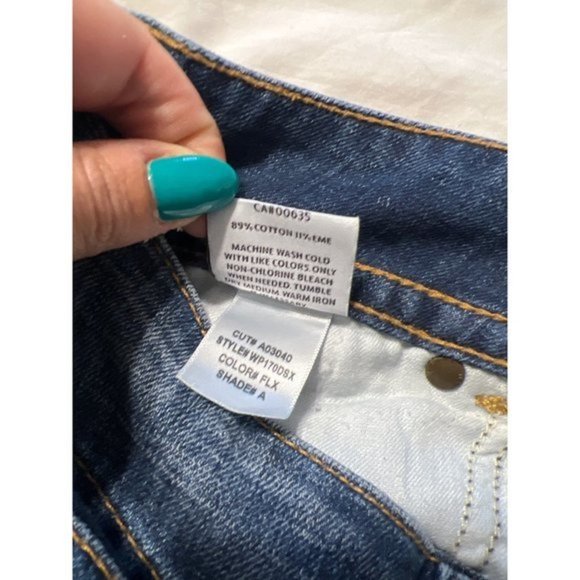 CA#00635
89% COTTON 11% EME
MACHINE WASH COLD
WITH LIKE COLORS ONLY
NON-CHLORINE BLEACH
WHEN NEEDED. TUMBLE
DRY MEDIUM WARM IRON
CUT# A03040
STYLE# WP170DSX
COLOR# FLX
SHADE# A